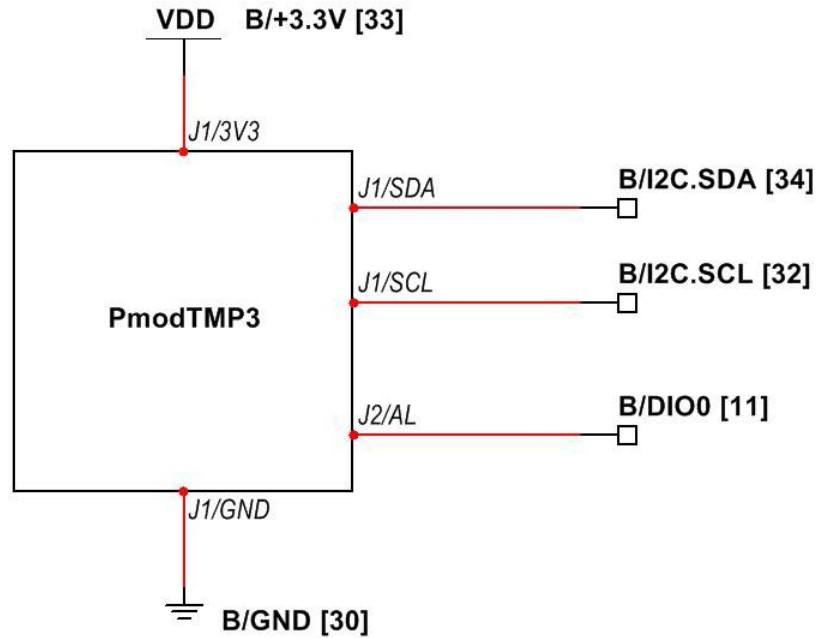 VDD B/+3.3V [33]
J1/3V3
J1/SDA
B/I2C.SDA [34]
J1/SCL
B/I2C.SCL [32]
PmodTMP3
J2/AL
B/DIO0 [11]
J1/GND
B/GND [30]